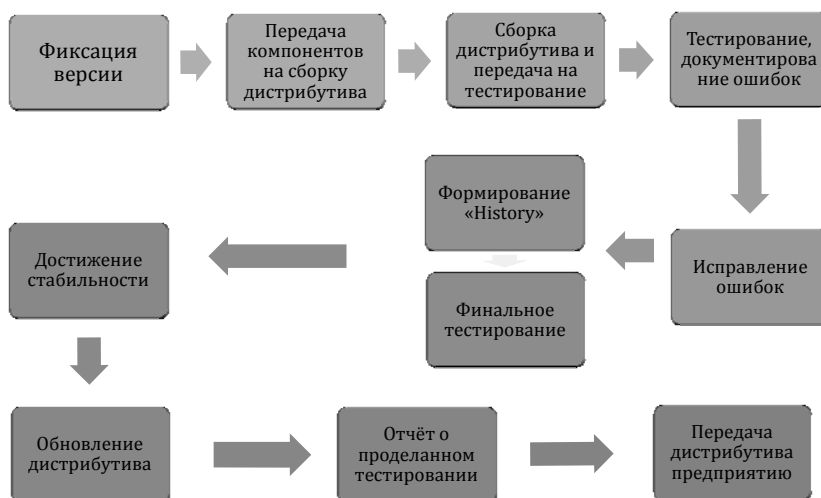 Фиксация
версии
Передача
компонентов
на сборку
дистрибутива
Сборка
дистрибутива и
передача на
тестирование
Тестирование,
документирова
ние ошибок
Исправление
ошибок
Формирование
«History»
Финальное
тестирование
Достижение
стабильности
Обновление
дистрибутива
Отчёт о
проделанном
тестировании
Передача
дистрибутива
предприятию